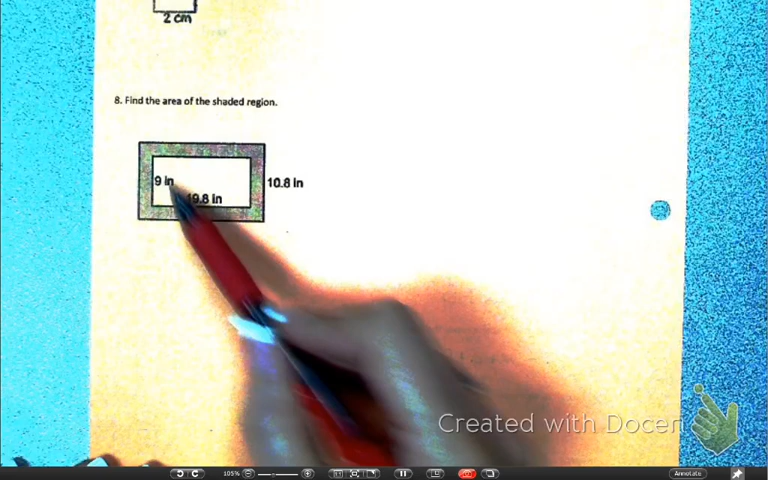 2 cm
8. Find the area of the shaded region.
9 in
10.8 in
19.8 in
Created with Doceri
105%
Annotate